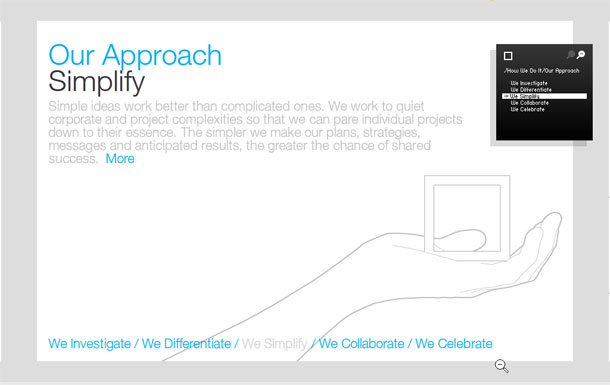 Our Approach
Simplify
Simple ideas work better than complicated ones. We work to quiet
corporate and project complexities so that we can pare individual projects
down to their essence. The simpler we make our plans, strategies,
messages and anticipated results, the greater the chance of shared
success. More
/How We Do It/Our Approach
We Investigate
We Differentiate
We Simplify
We Collaborate
We Celebrate
We Investigate / We Differentiate / We Simplify / We Collaborate / We Celebrate